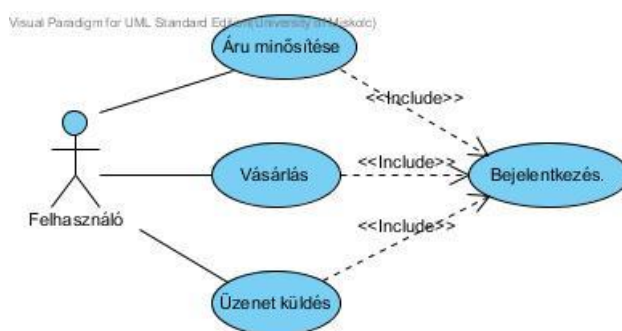 Visual Paradigm for UML Standard Edition(University of Miskolc)
Áru minősítése
<<Include>>
Vásárlás
<<Include>>
Bejelentkezés.
Felhasználó
<<Include>>
Üzenet küldés